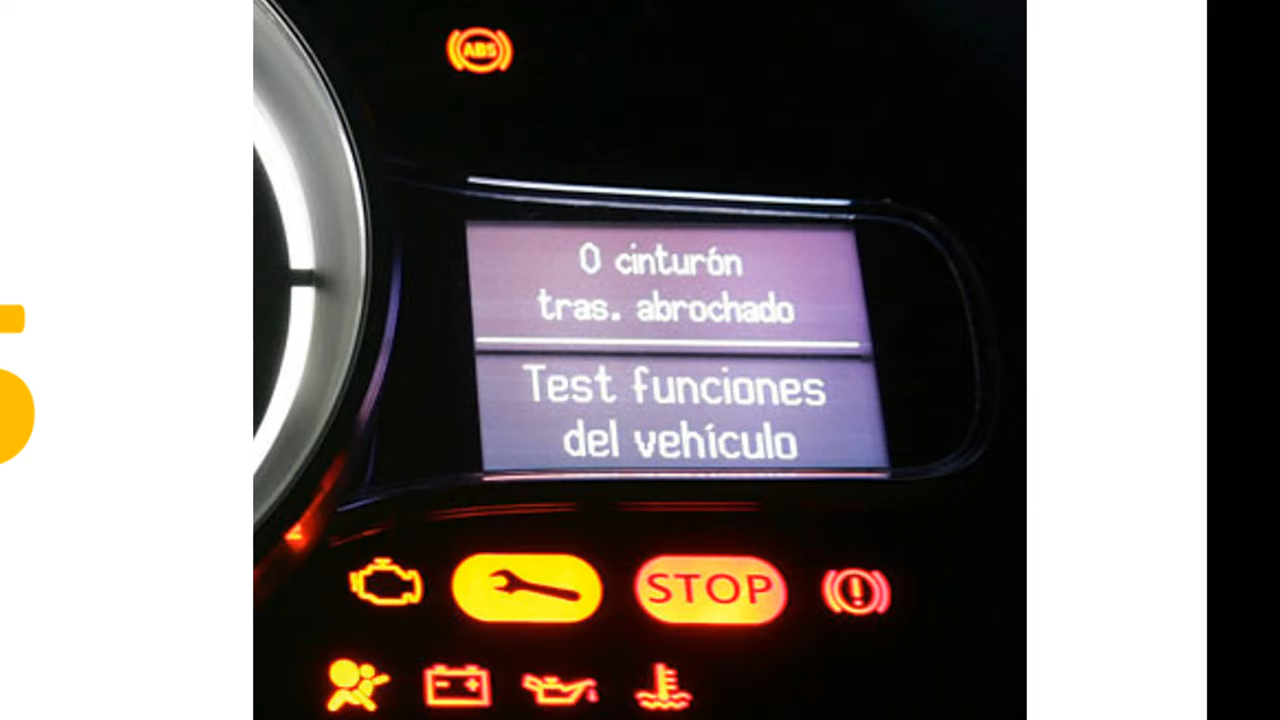 ABS
0 cinturón
tras. abrochado
Test funciones
del vehículo
STOP